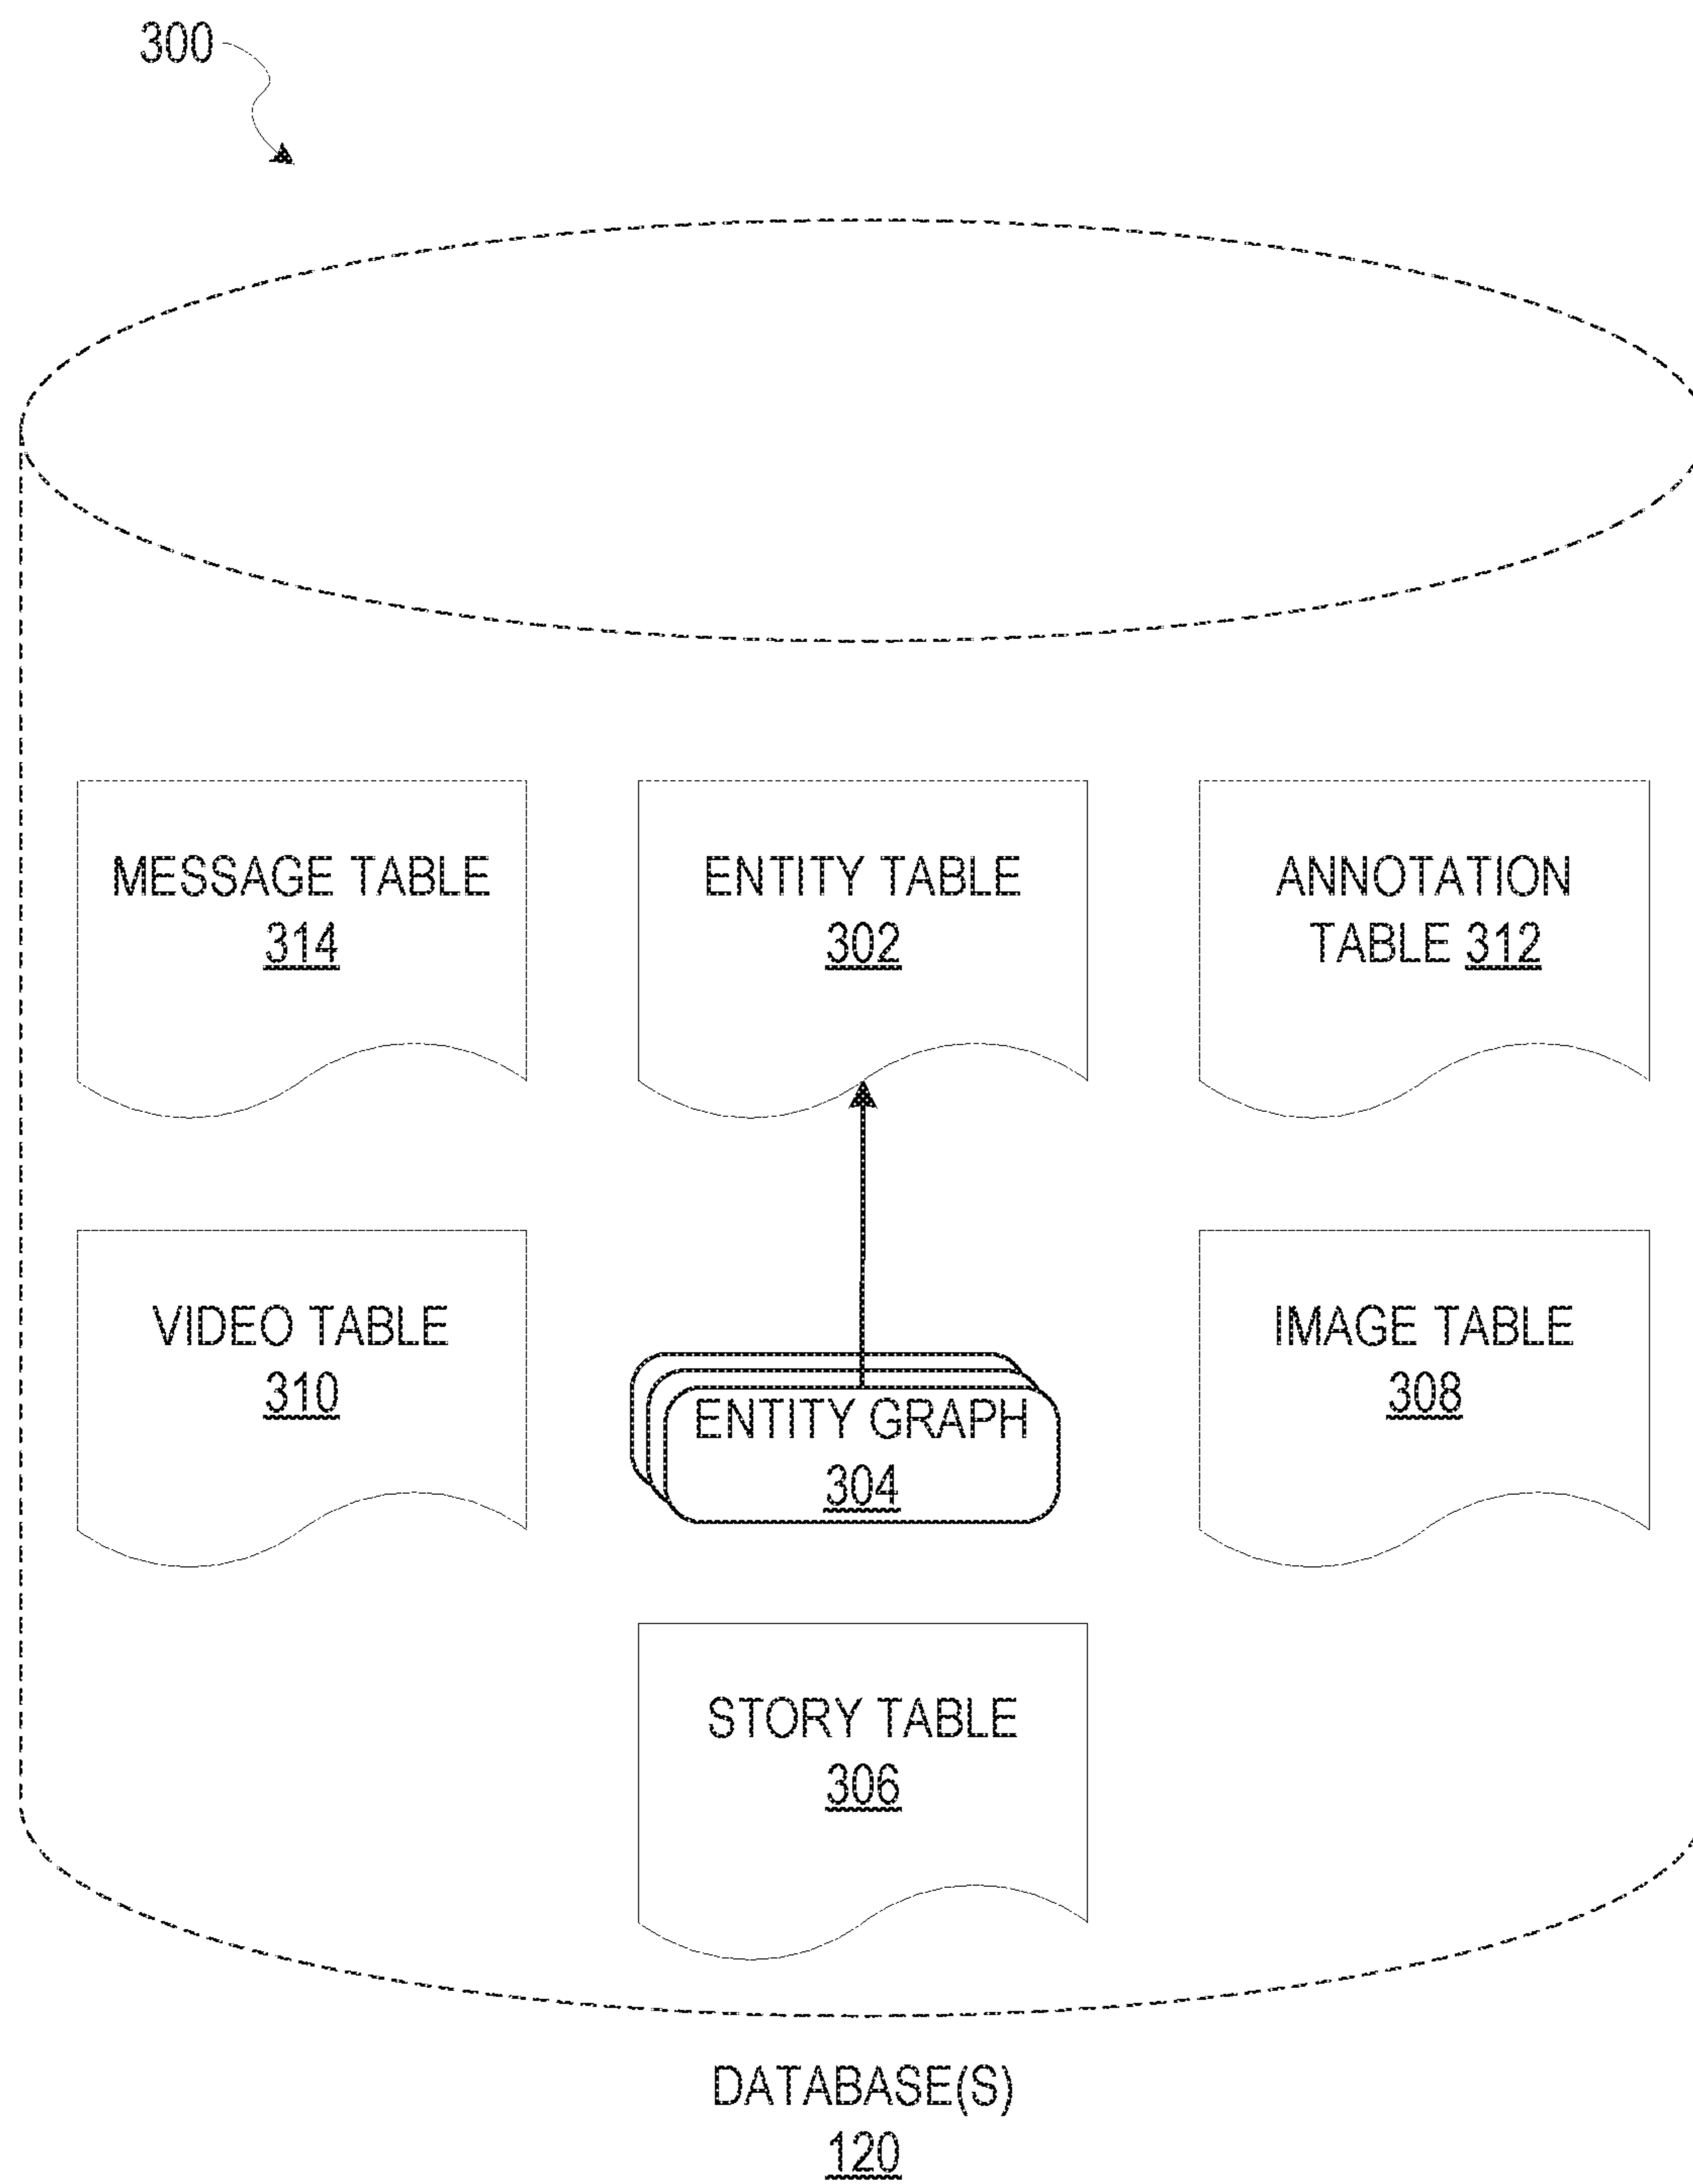 300
MESSAGE TABLE
314
ENTITY TABLE
302
ANNOTATION
TABLE 312
VIDEO TABLE
310
ENTITY GRAPH
304
IMAGE TABLE
308
STORY TABLE
306
DATABASE(S)
120